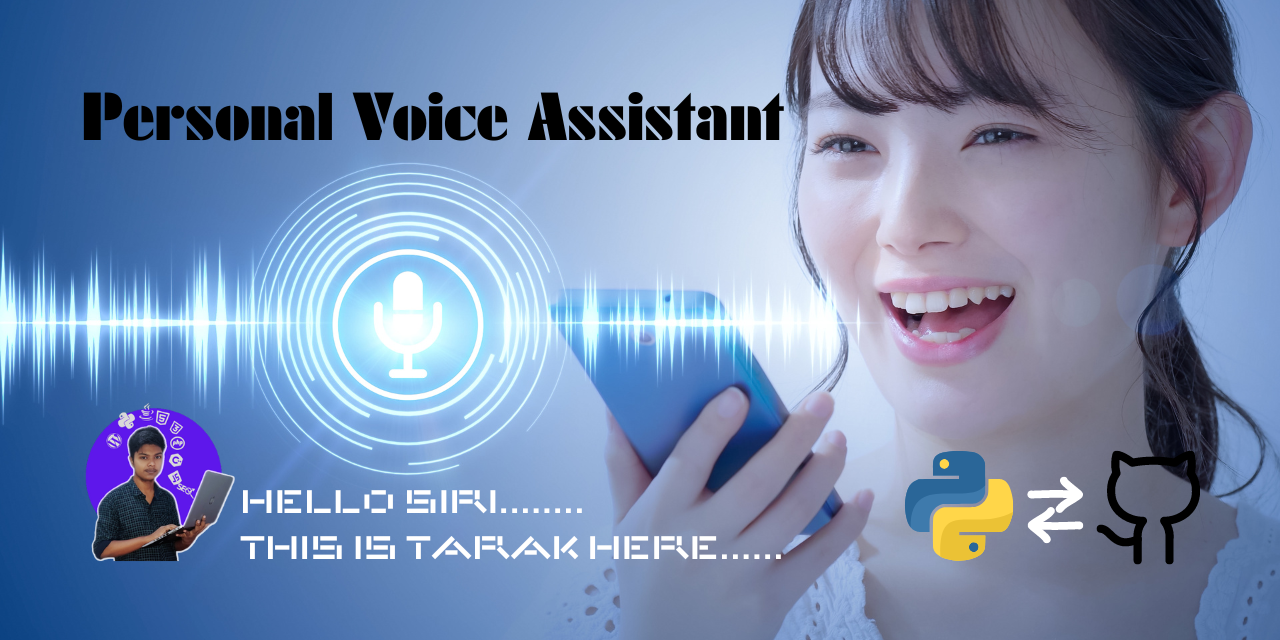 Personal Voice Assistant
HELLO SIRI........
THIS IS TARAK HERE......